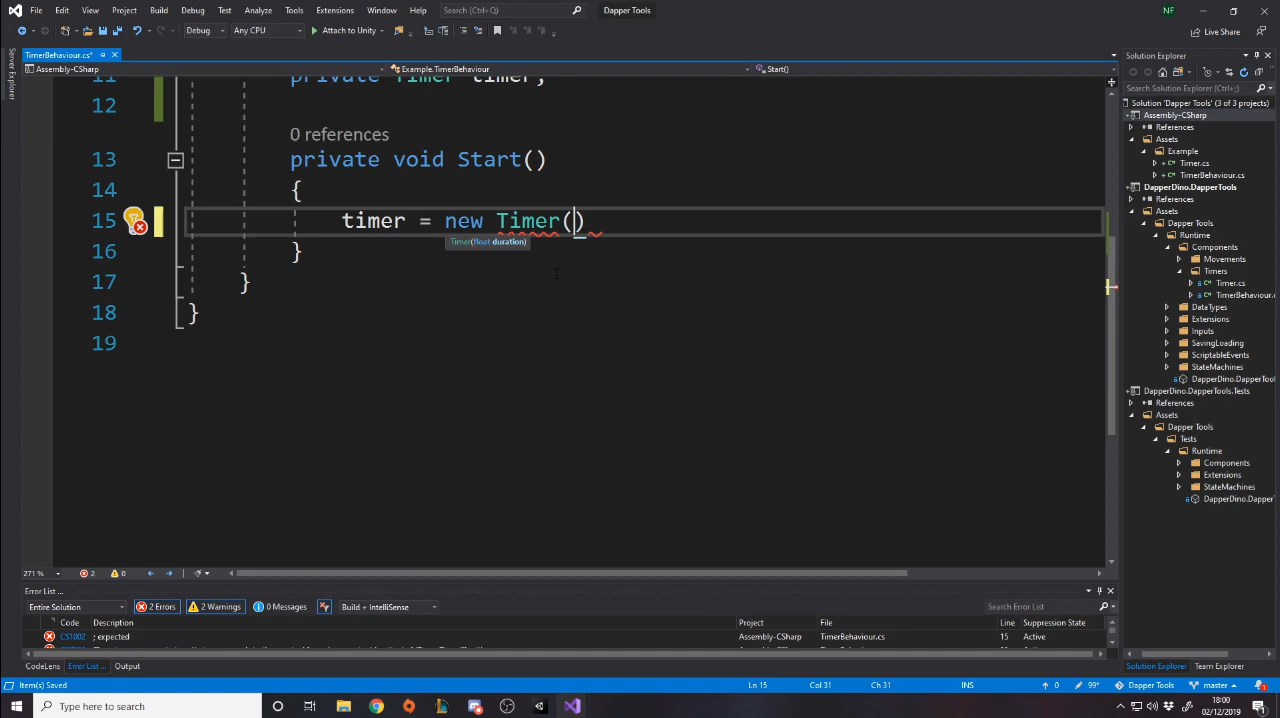 File Edit View Project Build Debug Test Analyze Tools Extensions Window Help Search (Ctrl+Q) Dapper Tools NF
Debug Any CPU Attach to Unity Live Share
Server Explorer
TimerBehaviour.cs*
Assembly-CSharp Example.TimerBehaviour Start()
11 private Timer timer;
12
0 references
13 private void Start()
14 {
15 timer = new Timer()
Timer(float duration)
16 }
17 }
18 }
19
271 % 2 0
Error List ...
Entire Solution 2 Errors 2 Warnings 0 Messages Build + IntelliSense Search Error List
Code Description Project File Line Suppression State
CS1002 ; expected Assembly-CSharp TimerBehaviour.cs 15 Active
CodeLens Error List ... Output
Solution Explorer
Search Solution Explorer (Ctrl+;)
Solution 'Dapper Tools' (3 of 3 projects)
Assembly-CSharp
References
Assets
Example
Timer.cs
TimerBehaviour.cs
DapperDino.DapperTools
References
Assets
Dapper Tools
Runtime
Components
Movements
Timers
Timer.cs
TimerBehaviour.c
DataTypes
Extensions
Inputs
SavingLoading
ScriptableEvents
StateMachines
DapperDino.DapperTool
DapperDino.DapperTools.Tests
References
Assets
Dapper Tools
Tests
Runtime
Components
Extensions
StateMachines
DapperDino.Dapper
Solution Explorer Team Explorer
Item(s) Saved Ln 15 Col 31 Ch 31 INS 0 99* Dapper Tools master 1
Type here to search 18:00
02/12/2019